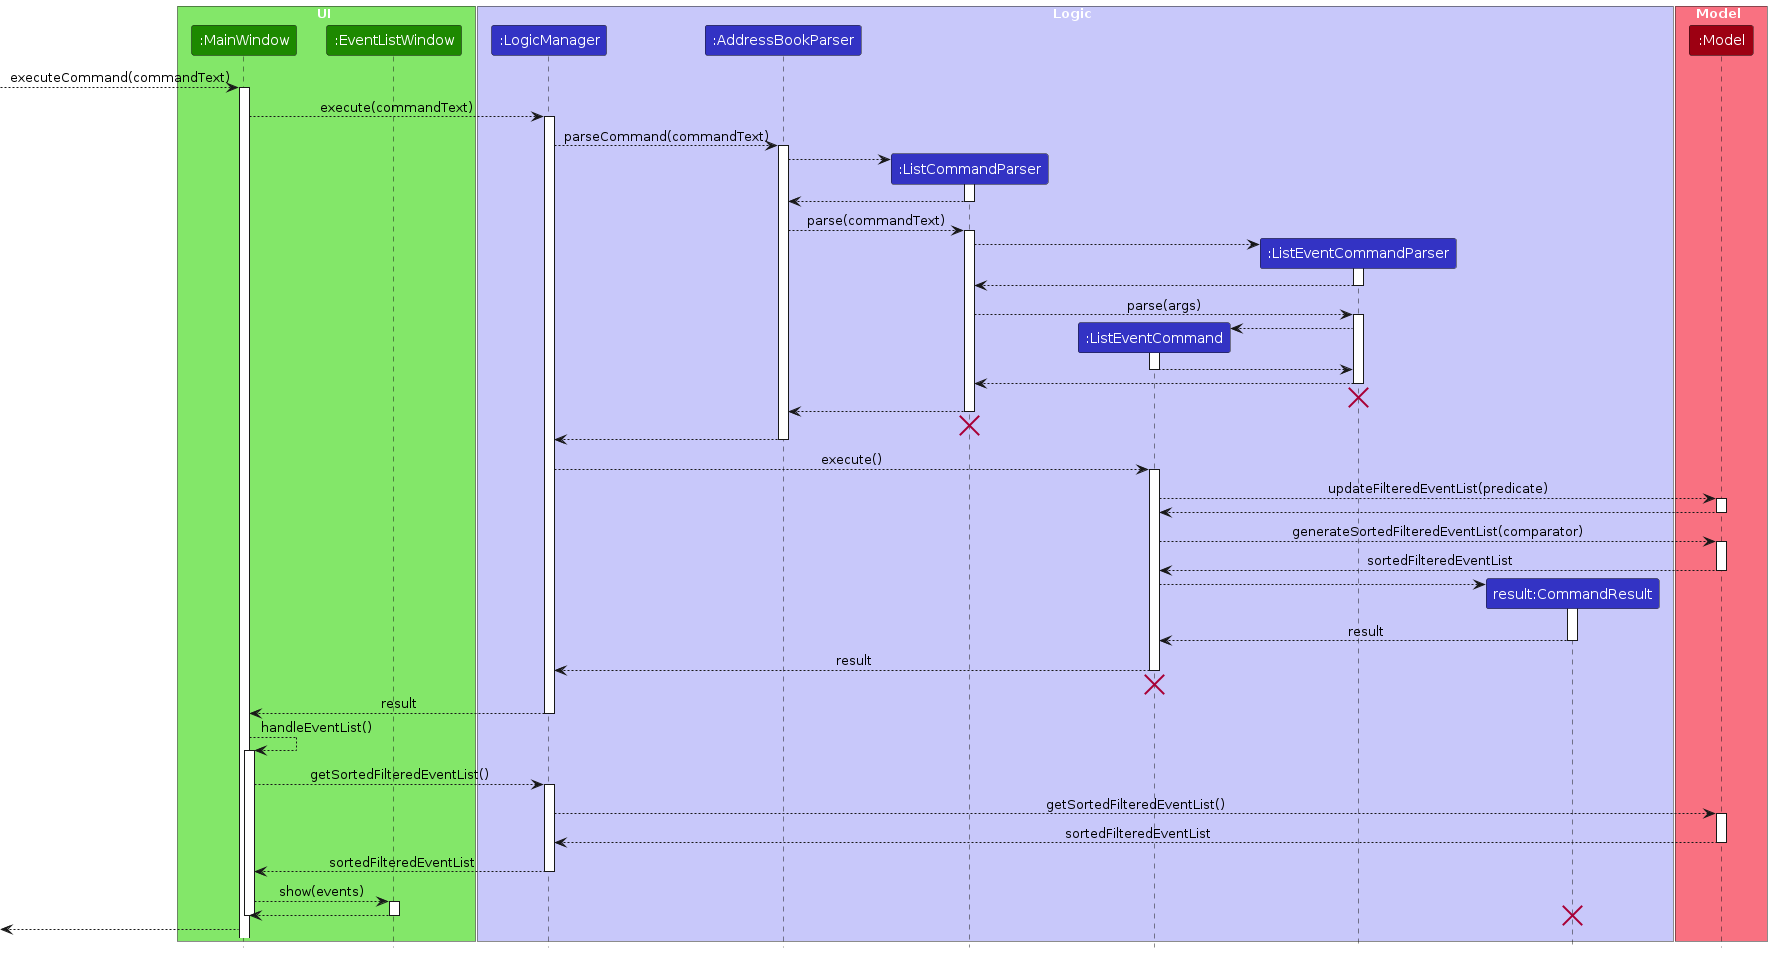 UI
Logic
Model
:MainWindow
:EventListWindow
:LogicManager
:AddressBookParser
:Model
executeCommand(commandText)
execute(commandText)
parseCommand(commandText)
:ListCommandParser
parse(commandText)
:ListEventCommandParser
parse(args)
:ListEventCommand
execute()
updateFilteredEventList(predicate)
generateSortedFilteredEventList(comparator)
sortedFilteredEventList
result:CommandResult
result
result
result
handleEventList()
getSortedFilteredEventList()
getSortedFilteredEventList()
sortedFilteredEventList
sortedFilteredEventList
show(events)